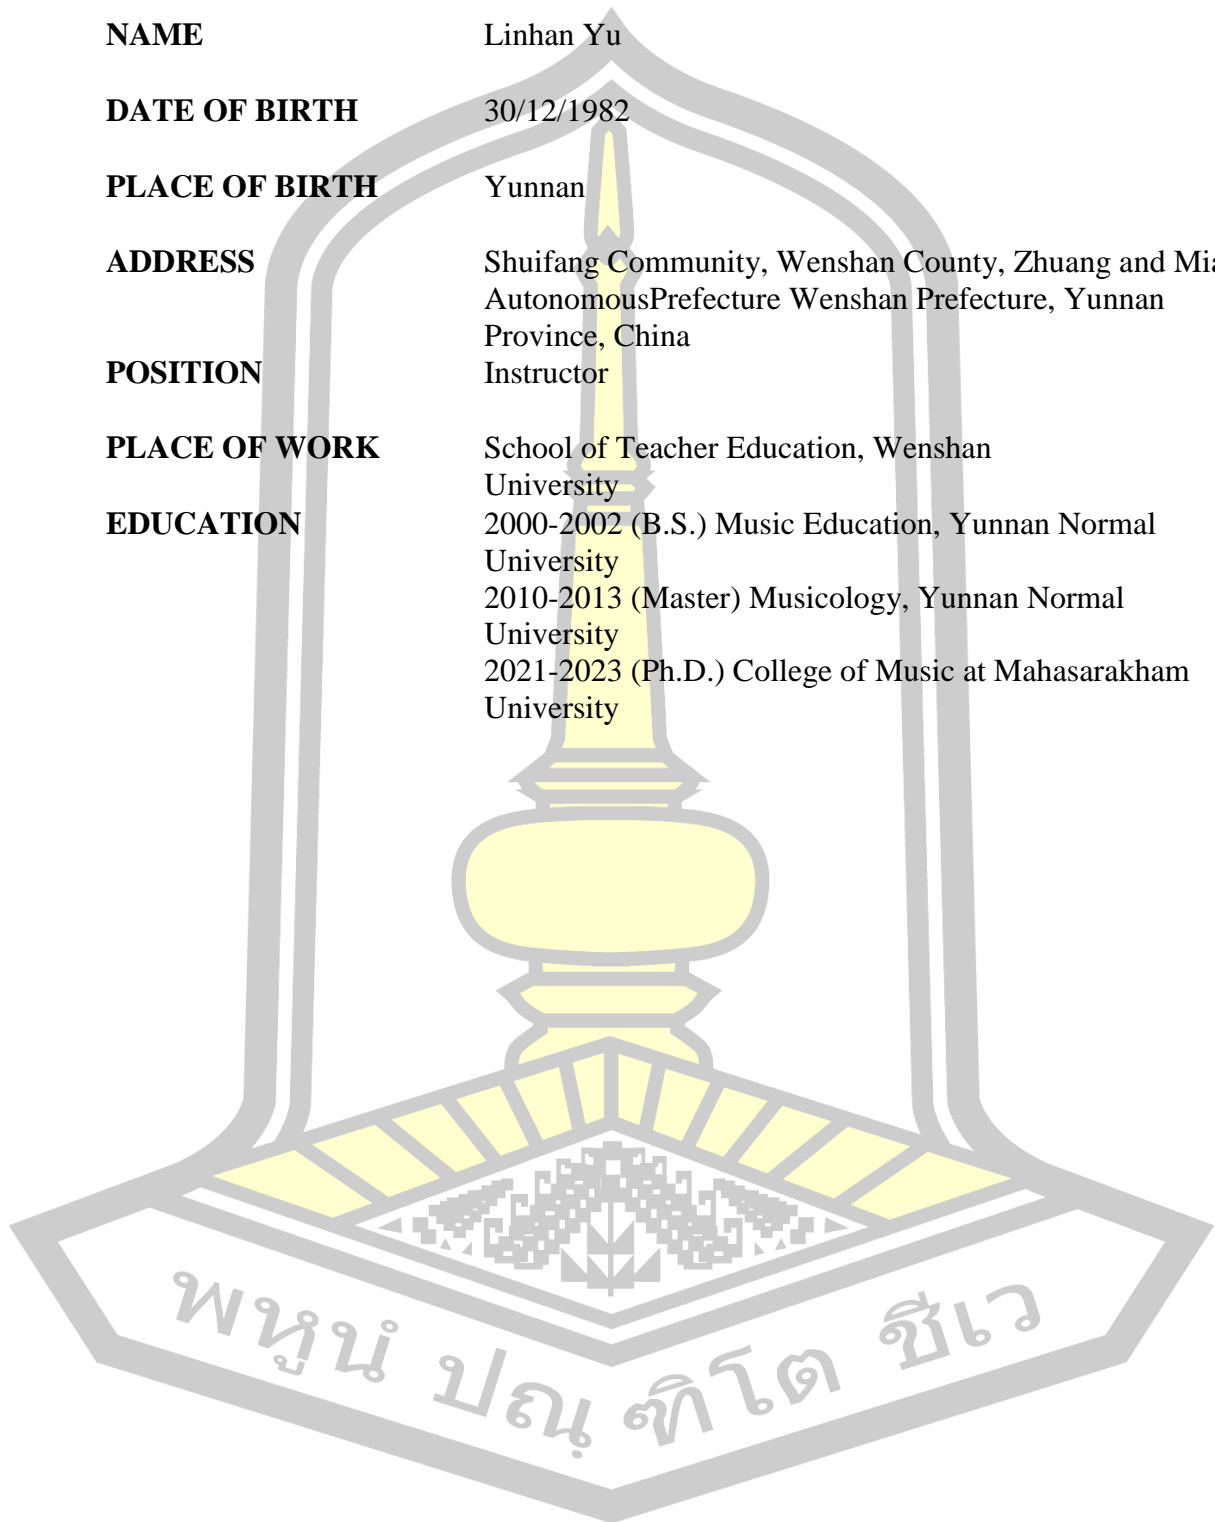 NAME Linhan Yu
DATE OF BIRTH 30/12/1982
PLACE OF BIRTH Yunnan
ADDRESS Shuifang Community, Wenshan County, Zhuang and Mia
AutonomousPrefecture Wenshan Prefecture, Yunnan
Province, China
POSITION Instructor
PLACE OF WORK School of Teacher Education, Wenshan
University
EDUCATION 2000-2002 (B.S.) Music Education, Yunnan Normal
University
2010-2013 (Master) Musicology, Yunnan Normal
University
2021-2023 (Ph.D.) College of Music at Mahasarakham
University
พหูนํ ปณฺ ฑิโต ชีเว